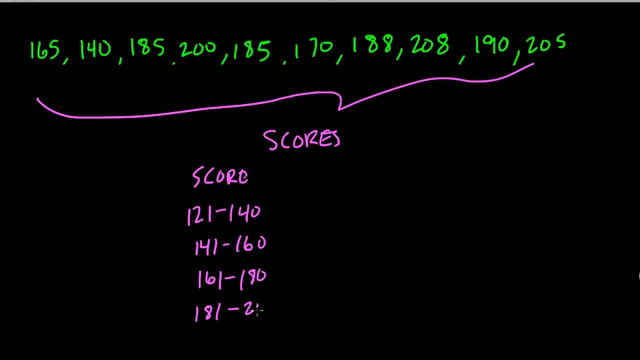 165, 140, 185, 200, 185, 170, 188, 208, 190, 205
SCORES
SCORE
121-140
141-160
161-180
181-2